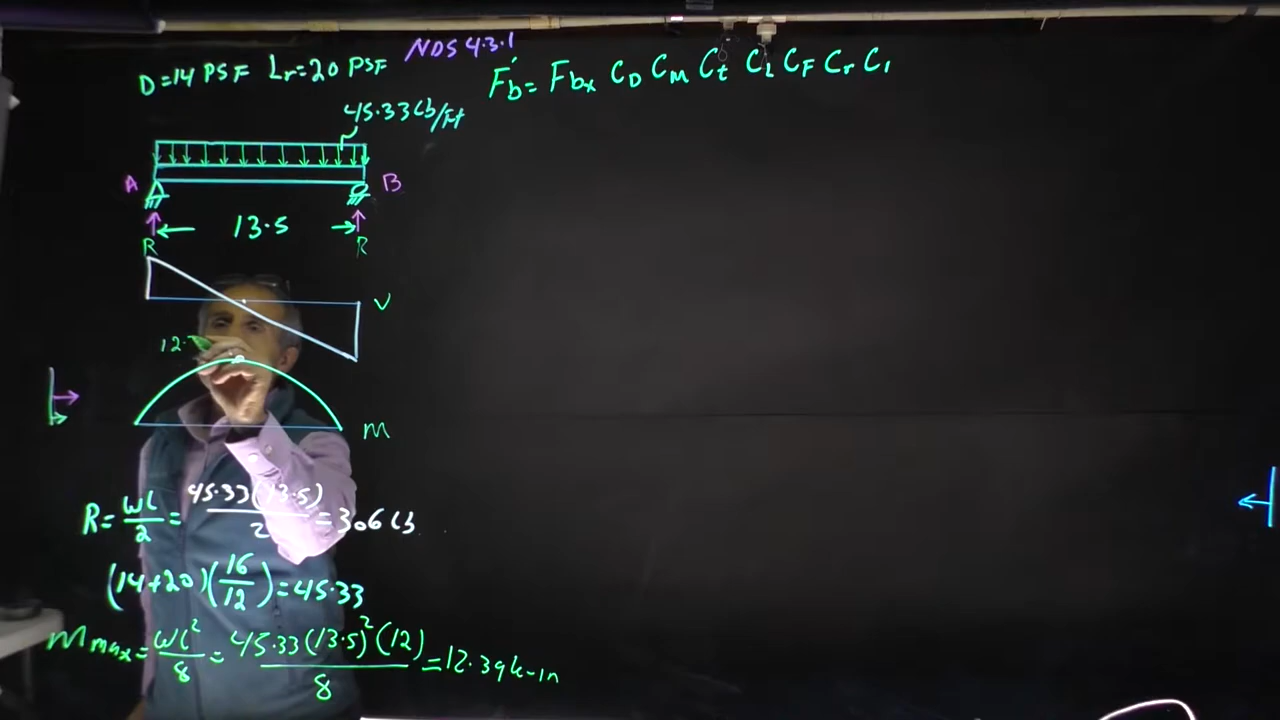 D=14 PSF Lr=20 PSF NDS 4.3.1
F'b= Fbx CD CM Ct CL CF Cr Ci
45.33 lb/ft
A B
13.5
R R
V
12.
M
R= wl/2 = 45.33(13.5)/2 =306 lb
(14+20)(16/12)=45.33
Mmax= wl²/8 = 45.33(13.5)²(12)/8 =12.39 k-in